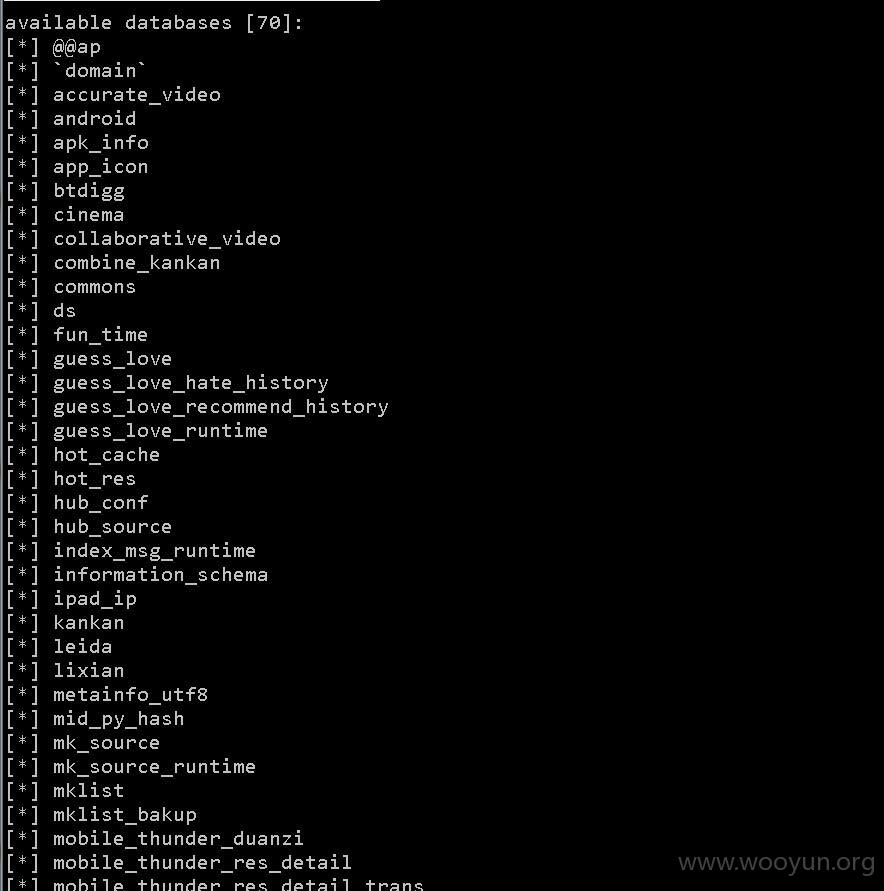 available databases [70]:
[*] @@ap
[*] `domain`
[*] accurate_video
[*] android
[*] apk_info
[*] app_icon
[*] btdigg
[*] cinema
[*] collaborative_video
[*] combine_kankan
[*] commons
[*] ds
[*] fun_time
[*] guess_love
[*] guess_love_hate_history
[*] guess_love_recommend_history
[*] guess_love_runtime
[*] hot_cache
[*] hot_res
[*] hub_conf
[*] hub_source
[*] index_msg_runtime
[*] information_schema
[*] ipad_ip
[*] kankan
[*] leida
[*] lixian
[*] metainfo_utf8
[*] mid_py_hash
[*] mk_source
[*] mk_source_runtime
[*] mklist
[*] mklist_bakup
[*] mobile_thunder_duanzi
[*] mobile_thunder_res_detail
[*] mobile_thunder_res_detail_trans
www.wooyun.org